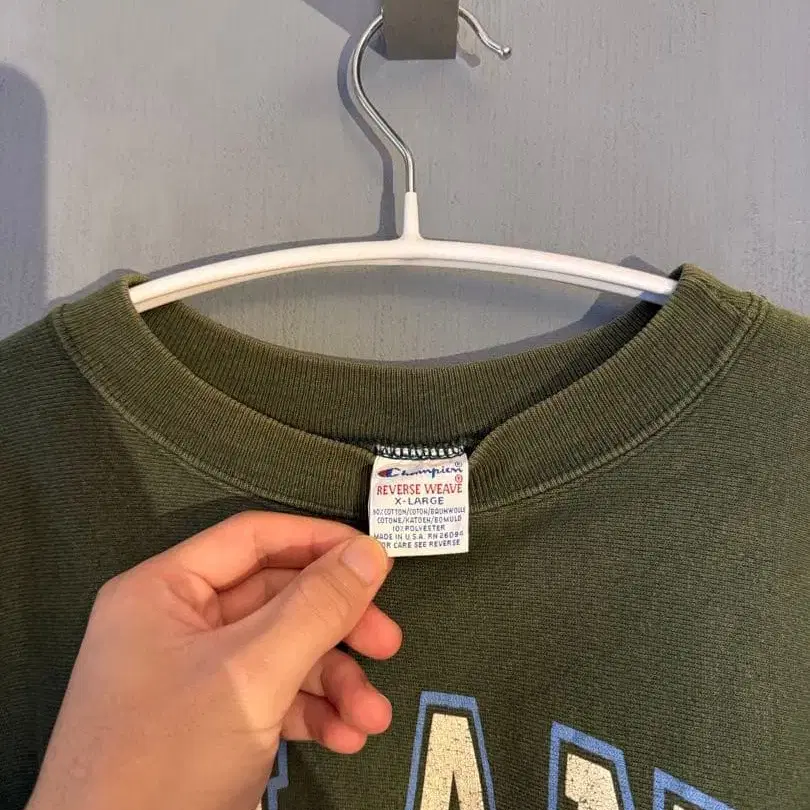 Champion®
®
REVERSE WEAVE
X-LARGE
90% COTTON/COTON/BAUMWOLLE
COTONE/KATOEN/BOMULD
10% POLYESTER
MADE IN U.S.A. RN 26094
FOR CARE SEE REVERSE